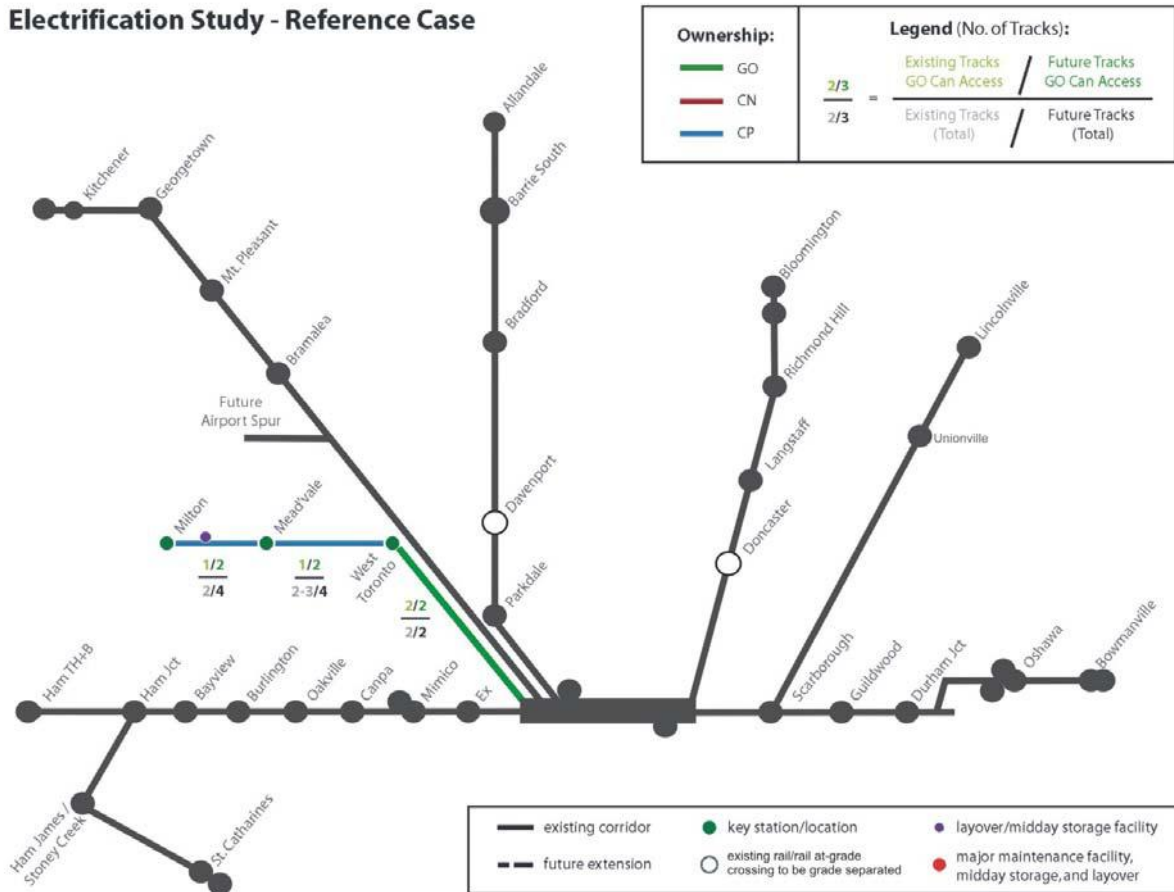 Electrification Study - Reference Case
Ownership:
GO
CN
CP
Legend (No. of Tracks):
2/3
2/3
=
Existing Tracks
GO Can Access
/
Future Tracks
GO Can Access
Existing Tracks
(Total)
/
Future Tracks
(Total)
Allandale
Kitchener
Georgetown
Barrie South
Mt. Pleasant
Bloomington
Bramalea
Bradford
Richmond Hill
Lincolnville
Future
Airport Spur
Unionville
Langstaff
Davenport
Milton
Mead'vale
West
Toronto
Doncaster
1/2
2/4
1/2
2-3/4
2/2
2/2
Parkdale
Ham TH+B
Ham Jct
Bayview
Burlington
Oakville
Canpa
Mimico
Ex
Scarborough
Guildwood
Durham Jct
Oshawa
Bowmanville
Ham James /
Stoney Creek
St. Catharines
existing corridor
key station/location
layover/midday storage facility
future extension
existing rail/rail at-grade
crossing to be grade separated
major maintenance facility,
midday storage, and layover